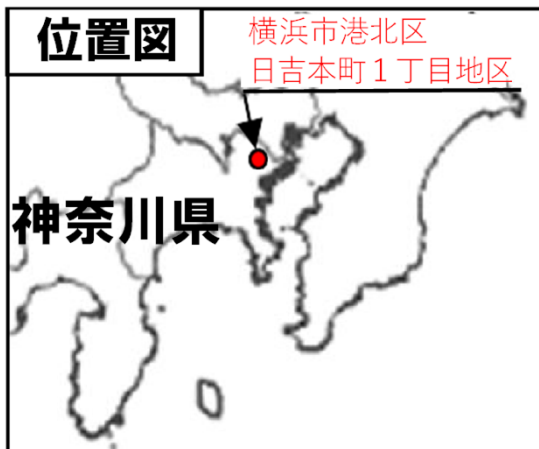 位置図
横浜市港北区
日吉本町１丁目地区
神奈川県